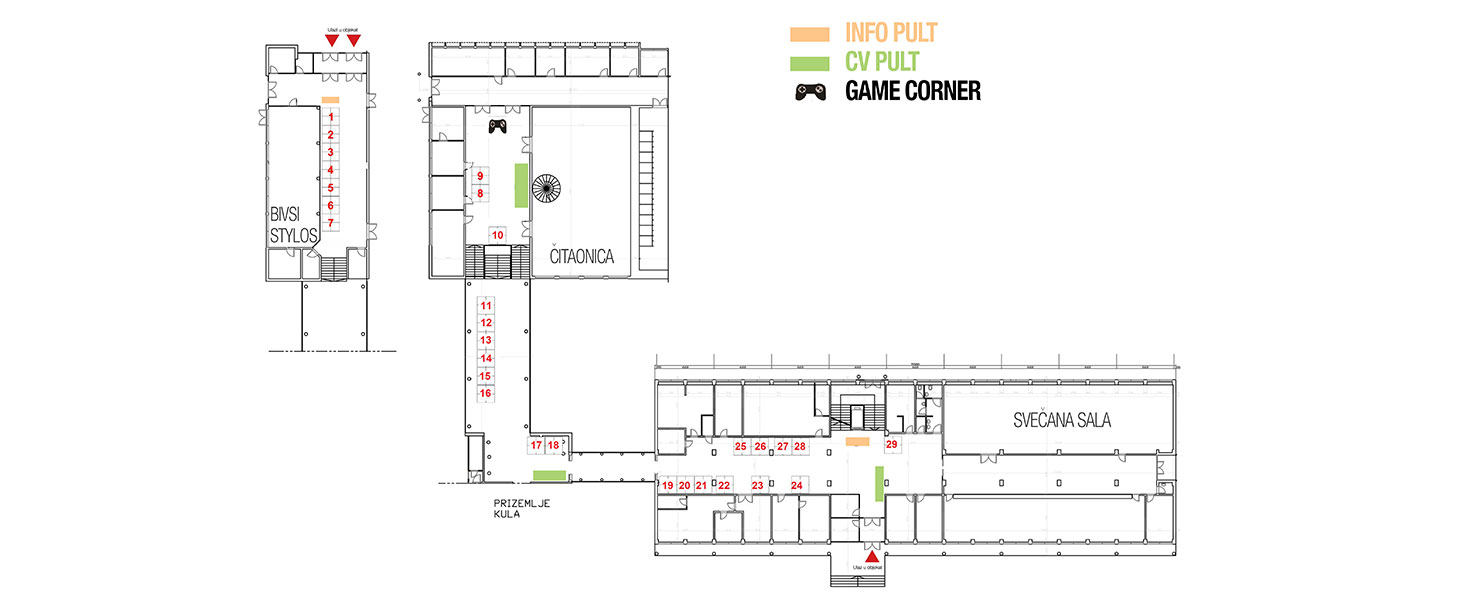 Ulazi u objekat
INFO PULT
CV PULT
GAME CORNER
1
2
3
4
5
6
7
BIVSI
STYLOS
9
8
10
ČITAONICA
11
12
13
14
15
16
17 18
PRIZEMLJE
KULA
25 26 27 28
29
SVEČANA SALA
19 20 21 22 23 24
Ulaz u objekat